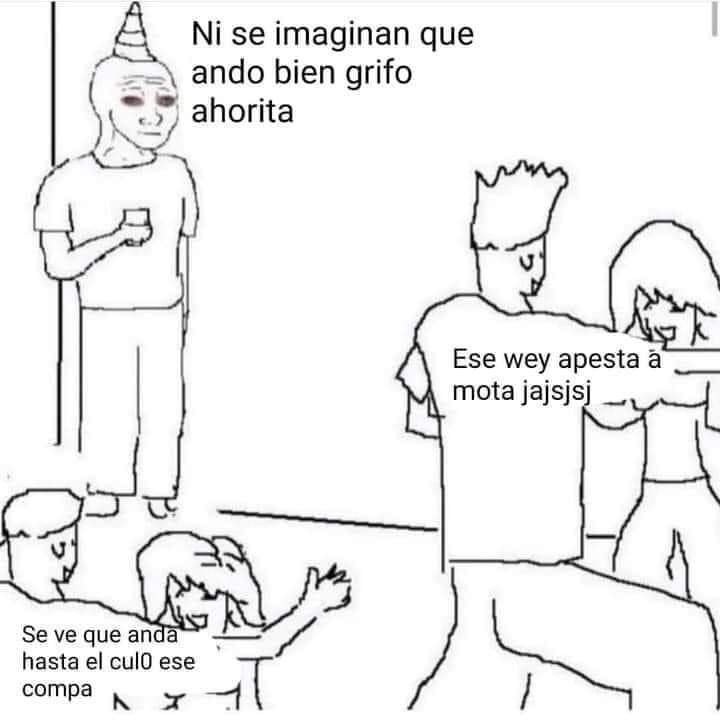 Ni se imaginan que
ando bien grifo
ahorita
Ese wey apesta a
mota jajsjsj
Se ve que anda
hasta el cul0 ese
compa